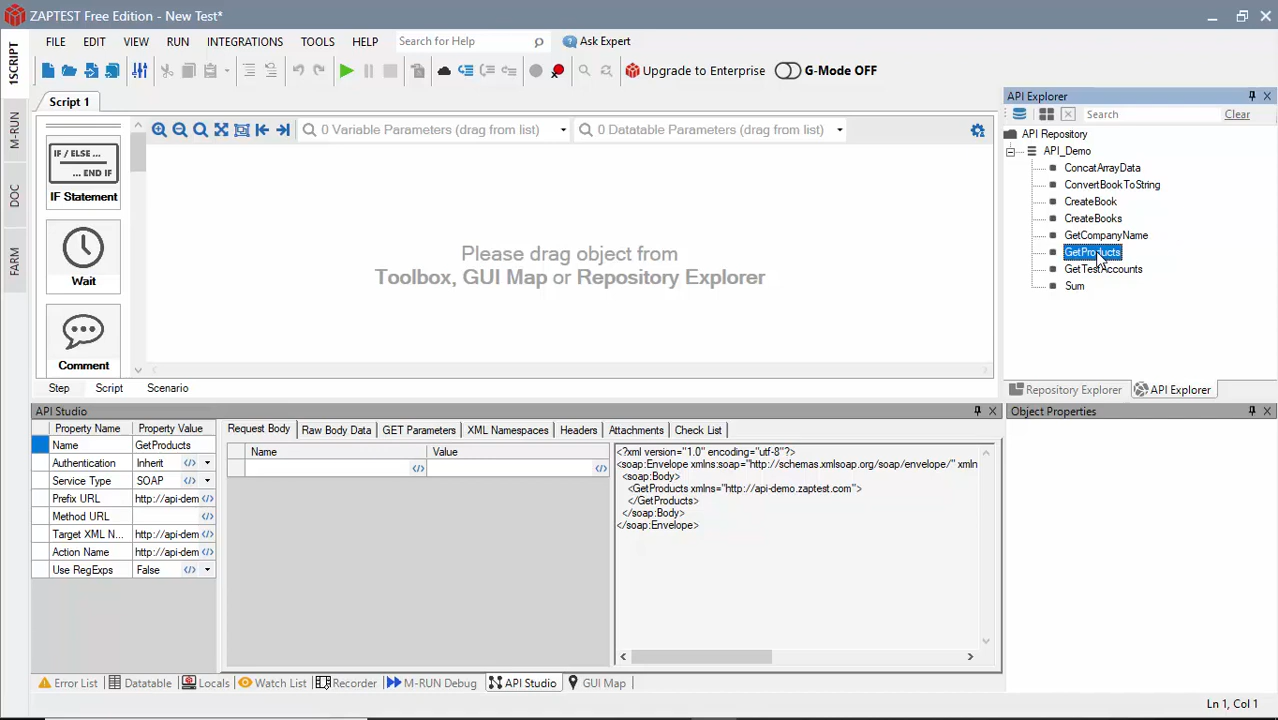 ZAPTEST Free Edition - New Test*
FILE EDIT VIEW RUN INTEGRATIONS TOOLS HELP Search for Help Ask Expert
Upgrade to Enterprise G-Mode OFF
1SCRIPT
M-RUN
DOC
FARM
Script 1
0 Variable Parameters (drag from list) 0 Datatable Parameters (drag from list)
IF / ELSE ...
... END IF
IF Statement
Wait
Comment
Please drag object from
Toolbox, GUI Map or Repository Explorer
Step Script Scenario
API Explorer
Search Clear
API Repository
API_Demo
ConcatArrayData
ConvertBookToString
CreateBook
CreateBooks
GetCompanyName
GetProducts
GetTestAccounts
Sum
Repository Explorer API Explorer
API Studio
Property Name Property Value
Name GetProducts
Authentication Inherit </>
Service Type SOAP </>
Prefix URL http://api-dem </>
Method URL </>
Target XML N... http://api-dem </>
Action Name http://api-dem </>
Use RegExps False </>
Request Body Raw Body Data GET Parameters XML Namespaces Headers Attachments Check List
Name Value
</> </>
<?xml version="1.0" encoding="utf-8"?>
<soap:Envelope xmlns:soap="http://schemas.xmlsoap.org/soap/envelope/" xmln
<soap:Body>
<GetProducts xmlns="http://api-demo.zaptest.com">
</GetProducts>
</soap:Body>
</soap:Envelope>
Object Properties
Error List Datatable Locals Watch List Recorder M-RUN Debug API Studio GUI Map
Ln 1, Col 1